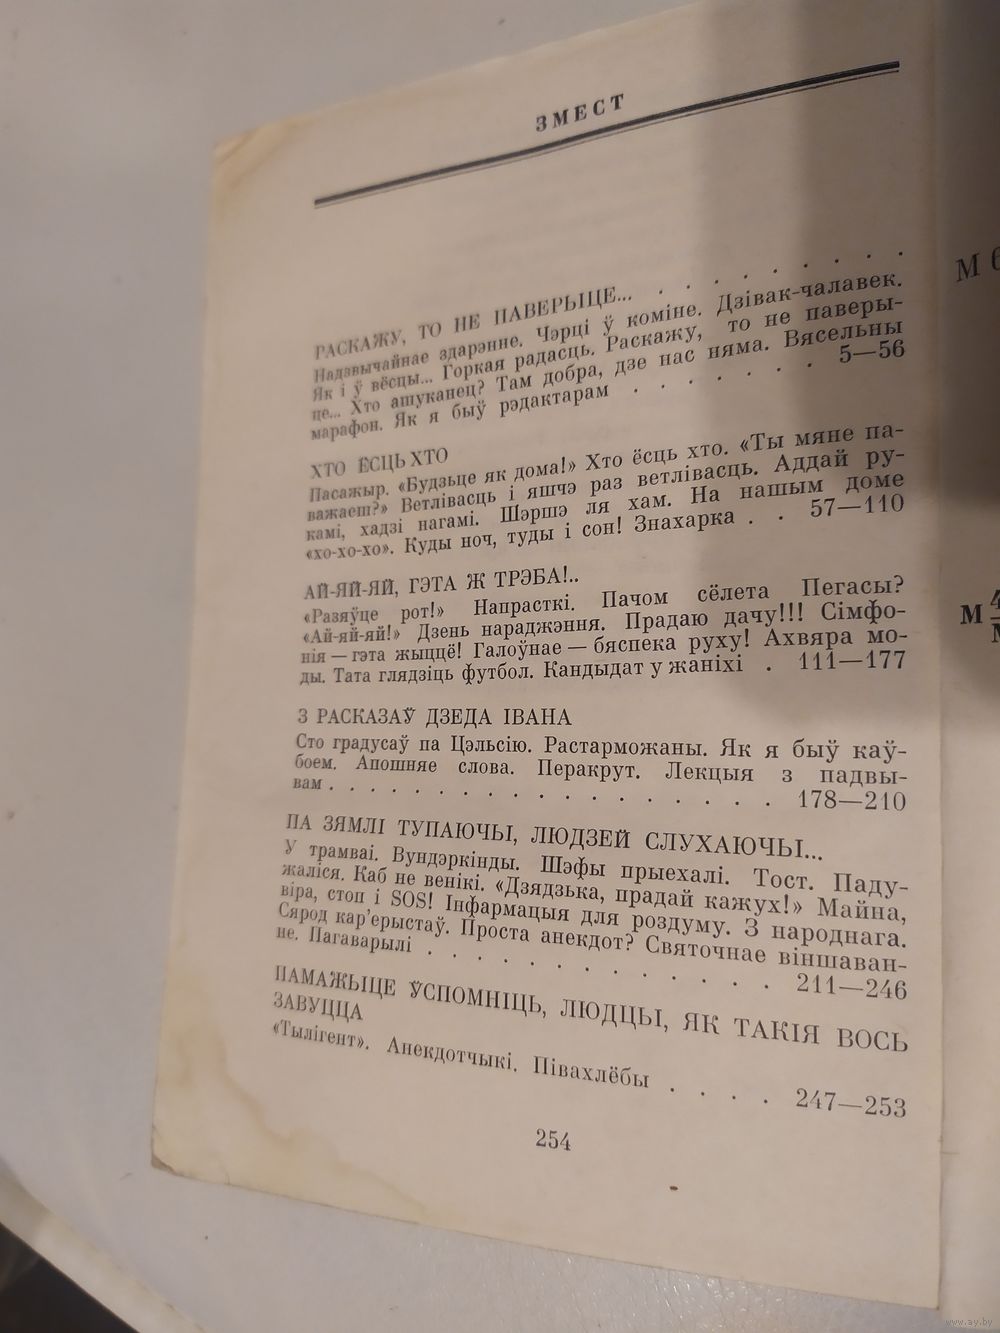 ЗМЕСТ
РАСКАЖУ, ТО НЕ ПАВЕРЫЦЕ... . . . . . . . . .
Надзвычайнае здарэнне. Чэрці ў коміне. Дзівак-чалавек.
Як і ў вёсцы... Горкая радасць. Раскажу, то не паверы-
це... Хто ашуканец? Там добра, дзе нас няма. Вясельны
марафон. Як я быў рэдактарам . . . . . . . 5—56
ХТО ЁСЦЬ ХТО
Пасажыр. «Будзьце як дома!» Хто ёсць хто. «Ты мяне па-
важаеш?» Ветлівасць і яшчэ раз ветлівасць. Аддай ру-
камі, хадзі нагамі. Шэршэ ля хам. На нашым доме
«хо-хо-хо». Куды ноч, туды і сон! Знахарка . . 57—110
АЙ-ЯЙ-ЯЙ, ГЭТА Ж ТРЭБА!..
«Разяўце рот!» Напрасткі. Пачом сёлета Пегасы?
«Ай-яй-яй!» Дзень нараджэння. Прадаю дачу!!! Сімфо-
нія — гэта жыццё! Галоўнае — бяспека руху! Ахвяра мо-
ды. Тата глядзіць футбол. Кандыдат у жаніхі . 111—177
З РАСКАЗАЎ ДЗЕДА ІВАНА
Сто градусаў па Цэльсію. Растарможаны. Як я быў каў-
боем. Апошняе слова. Перакрут. Лекцыя з падвы-
вам . . . . . . . . . . . . . . . . 178—210
ПА ЗЯМЛІ ТУПАЮЧЫ, ЛЮДЗЕЙ СЛУХАЮЧЫ...
У трамваі. Вундэркінды. Шэфы прыехалі. Тост. Паду-
жаліся. Каб не венікі. «Дзядзька, прадай кажух!» Майна,
віра, стоп і SOS! Інфармацыя для роздуму. З народнага.
Сярод кар'ерыстаў. Проста анекдот? Святочнае віншаван-
не. Пагаварылі . . . . . . . . . . . . . 211—246
ПАМАЖЫЦЕ ЎСПОМНІЦЬ, ЛЮДЦЫ, ЯК ТАКІЯ ВОСЬ
ЗАВУЦЦА
«Тылігент». Анекдотчыкі. Півахлёбы . . . . 247—253
254
М
М
www.ay.by